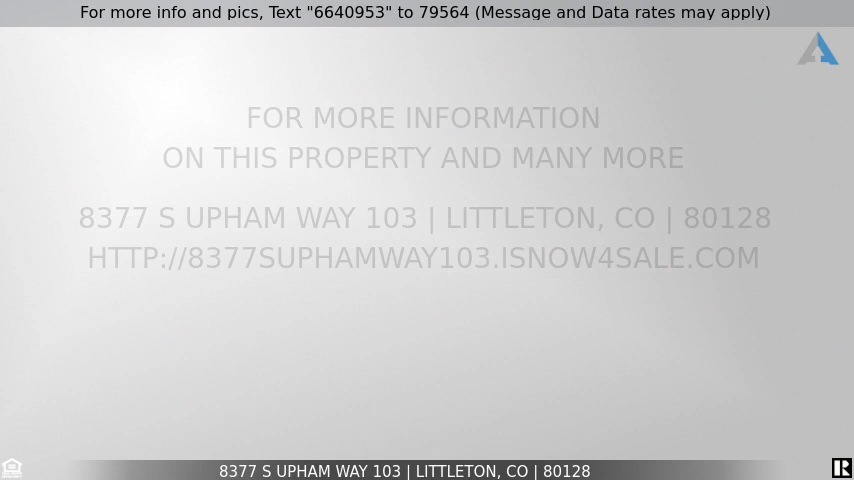 For more info and pics, Text "6640953" to 79564 (Message and Data rates may apply)
FOR MORE INFORMATION
ON THIS PROPERTY AND MANY MORE
8377 S UPHAM WAY 103 | LITTLETON, CO | 80128
HTTP://8377SUPHAMWAY103.ISNOW4SALE.COM
8377 S UPHAM WAY 103 | LITTLETON, CO | 80128